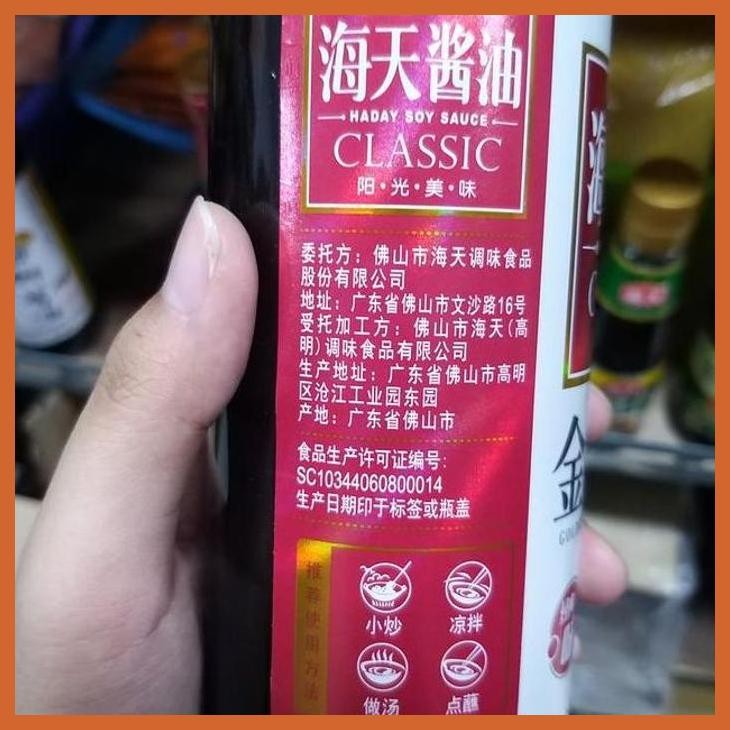 海天酱油
HADAY SOY SAUCE
CLASSIC
阳·光·美·味
委托方：佛山市海天调味食品
股份有限公司
地址：广东省佛山市文沙路16号
受托加工方：佛山市海天(高
明)调味食品有限公司
生产地址：广东省佛山市高明
区沧江工业园东园
产地：广东省佛山市
食品生产许可证编号：
SC10344060800014
生产日期印于标签或瓶盖
推荐使用方法
小炒
凉拌
做汤
点蘸
金